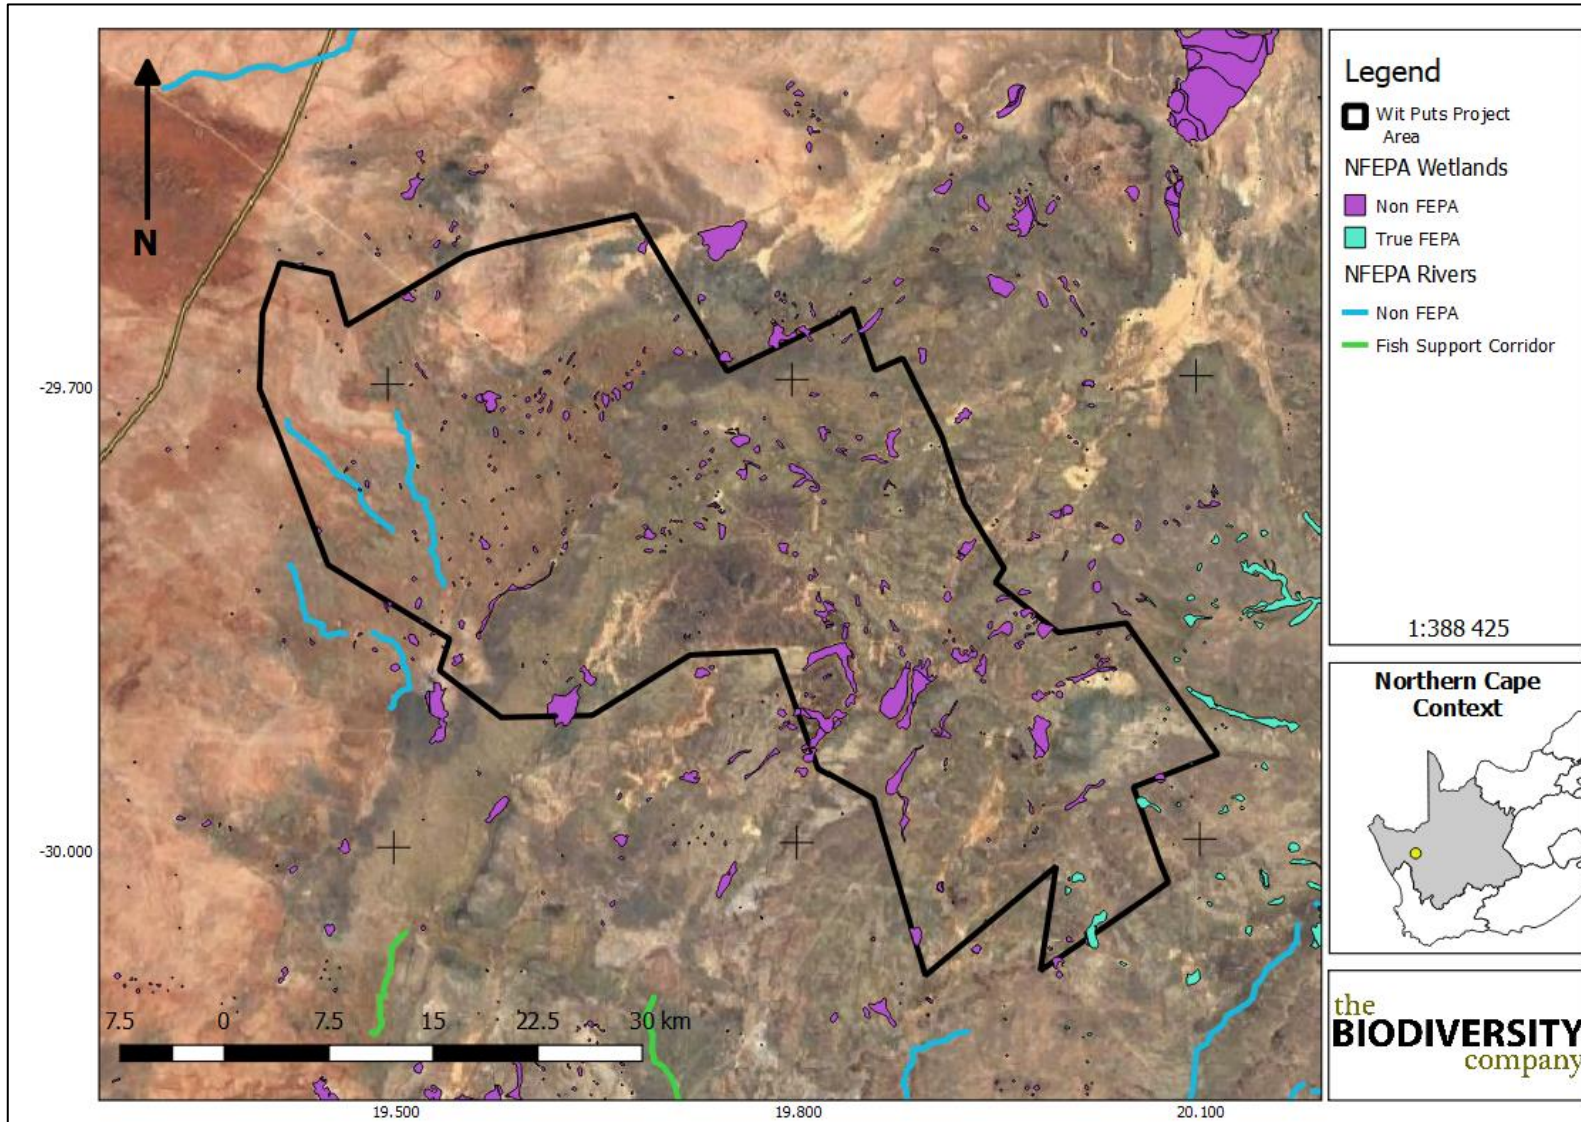 N
-29.700
-30.000
7.5 0 7.5 15 22.5 30 km
19.500 19.800 20.100
Legend
Wit Puts Project
Area
NFEPA Wetlands
Non FEPA
True FEPA
NFEPA Rivers
Non FEPA
Fish Support Corridor
1:388 425
Northern Cape
Context
the
BIODIVERSITY
company